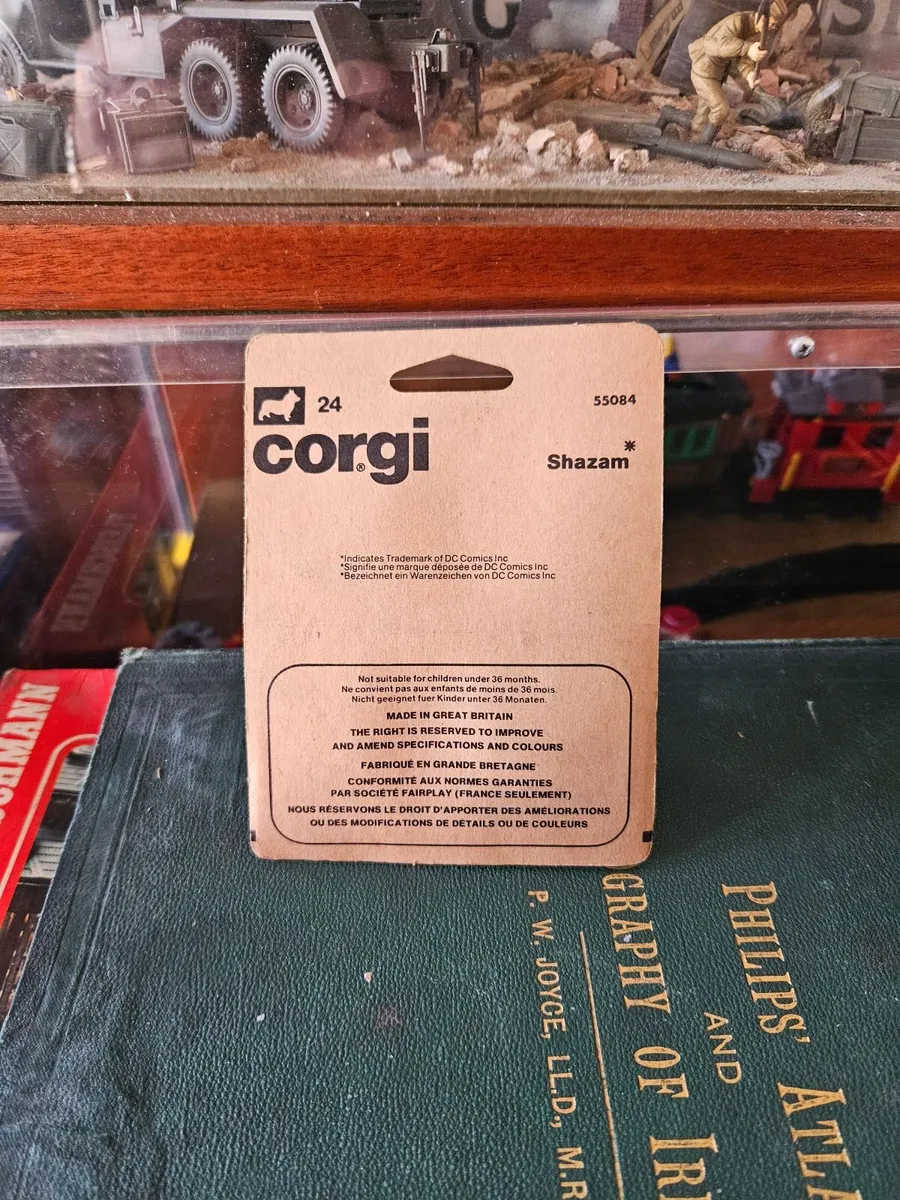 24
55084
corgi®
Shazam*
*Indicates Trademark of DC Comics Inc
*Signifie une marque déposée de DC Comics Inc
*Bezeichnet ein Warenzeichen von DC Comics Inc
Not suitable for children under 36 months.
Ne convient pas aux enfants de moins de 36 mois.
Nicht geeignet fuer Kinder unter 36 Monaten.
MADE IN GREAT BRITAIN
THE RIGHT IS RESERVED TO IMPROVE
AND AMEND SPECIFICATIONS AND COLOURS
FABRIQUÉ EN GRANDE BRETAGNE
CONFORMITÉ AUX NORMES GARANTIES
PAR SOCIÉTÉ FAIRPLAY (FRANCE SEULEMENT)
NOUS RÉSERVONS LE DROIT D'APPORTER DES AMÉLIORATIONS
OU DES MODIFICATIONS DE DÉTAILS OU DE COULEURS
PHILIPS' ATLA
AND
GRAPHY OF IR
P. W. JOYCE, LL.D., M.R